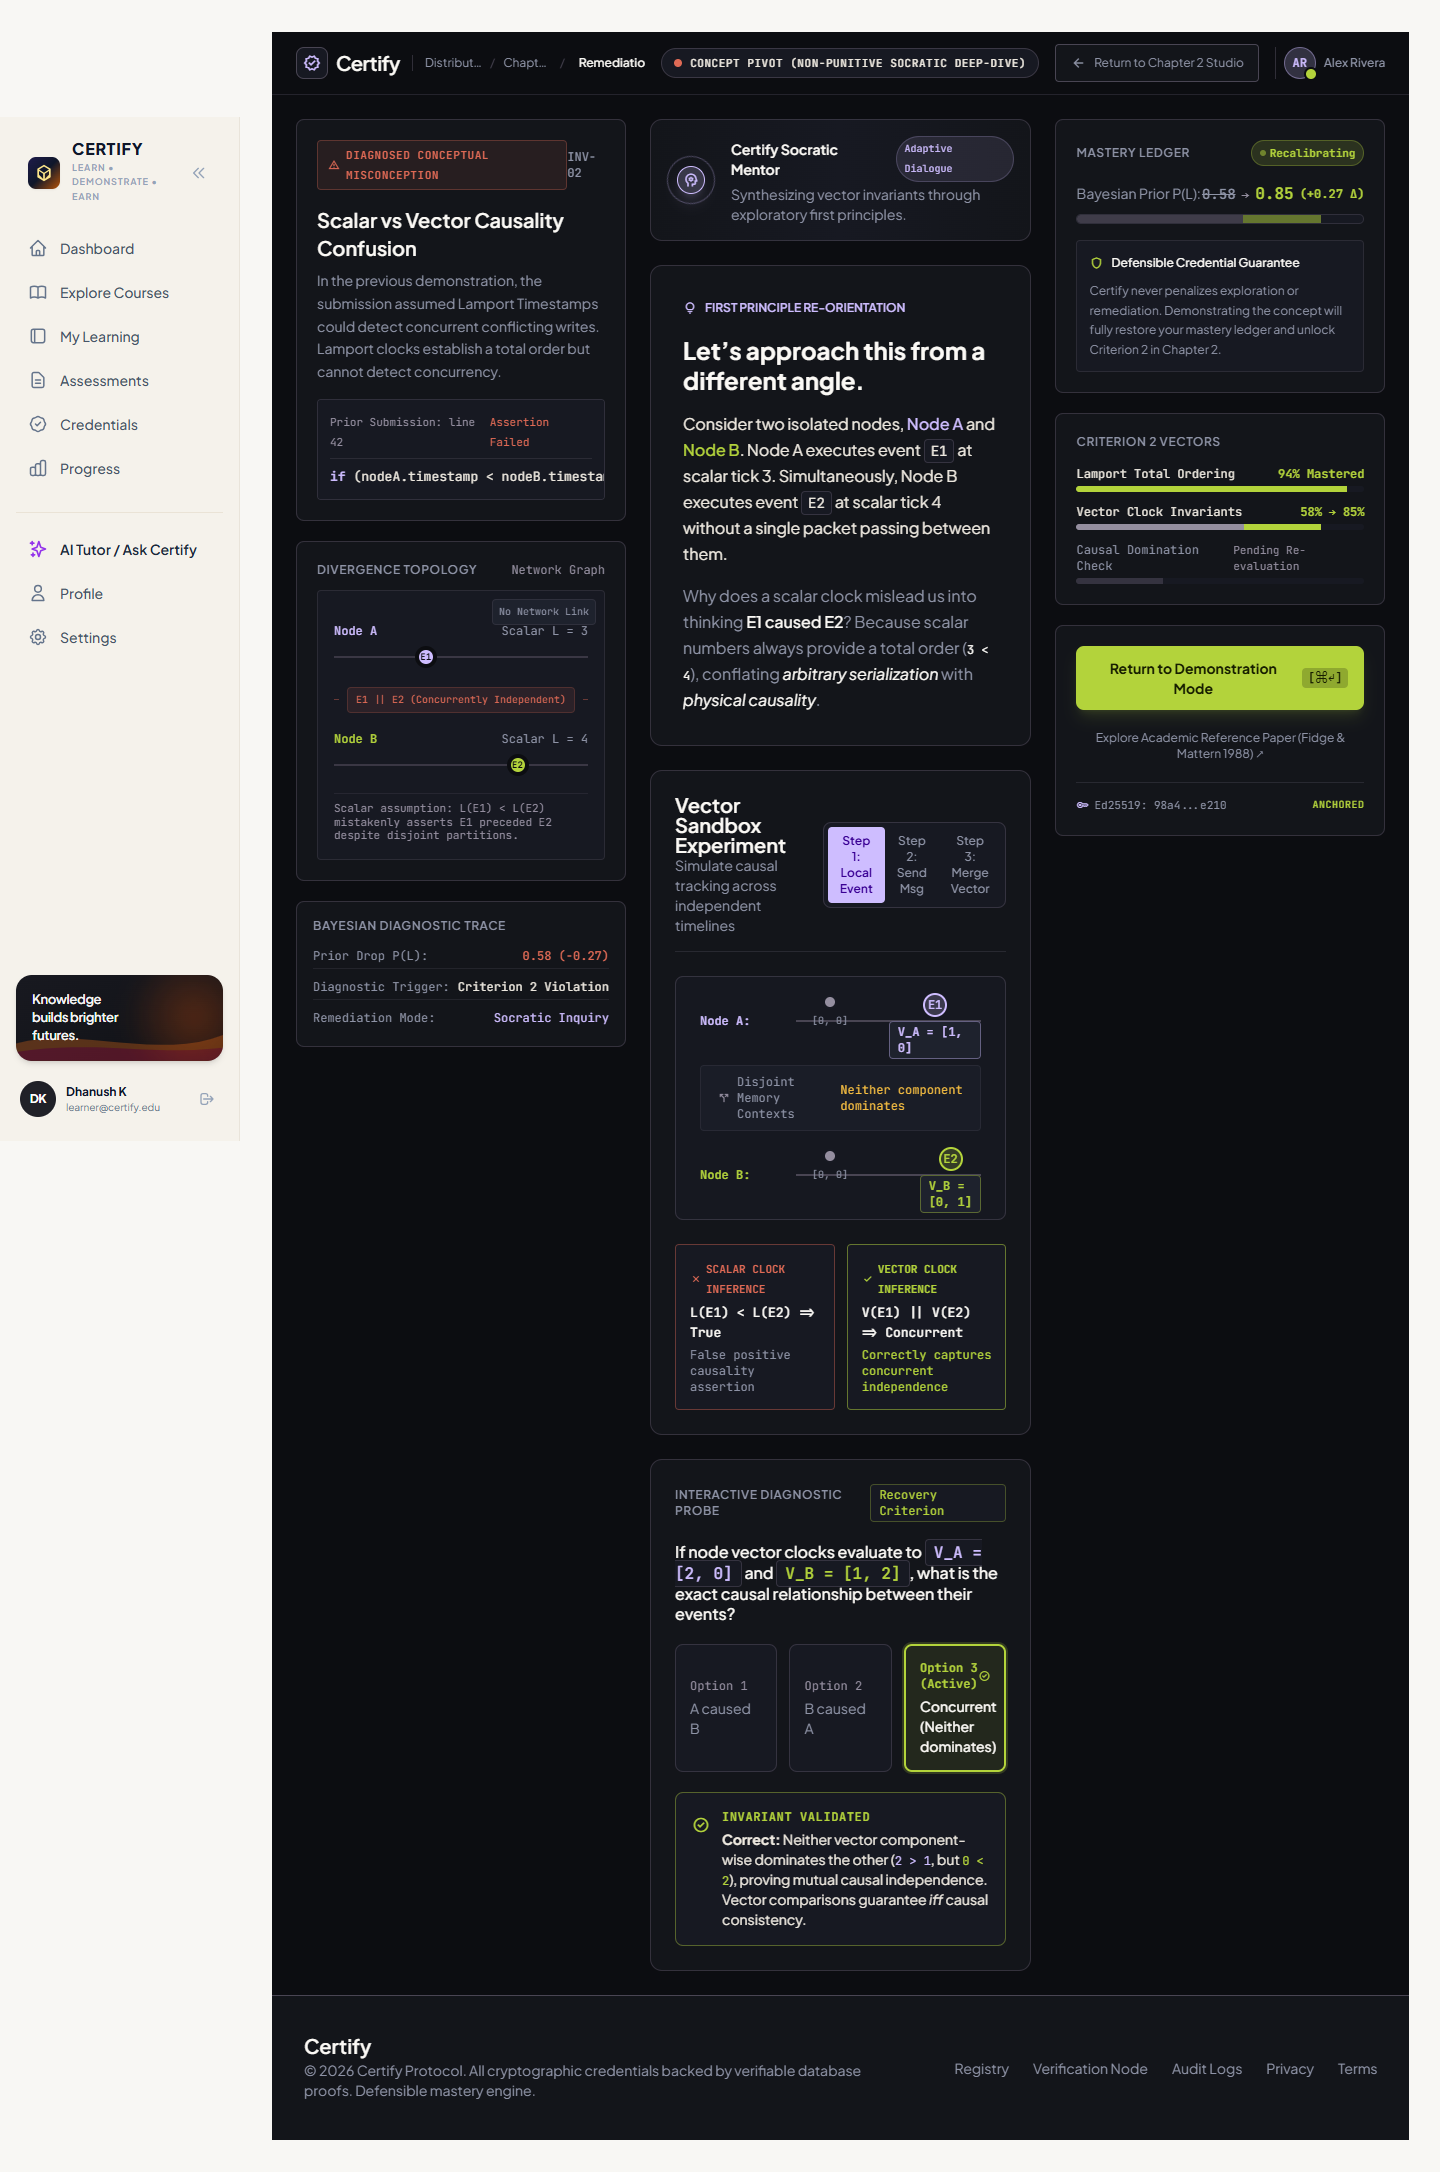 CERTIFY
LEARN •
DEMONSTRATE •
EARN
Dashboard
Explore Courses
My Learning
Assessments
Credentials
Progress
AI Tutor / Ask Certify
Profile
Settings
Knowledge
builds brighter
futures.
DK
Dhanush K
learner@certify.edu
Certify
Distribut... / Chapt... / Remediatio
CONCEPT PIVOT (NON-PUNITIVE SOCRATIC DEEP-DIVE)
← Return to Chapter 2 Studio
AR
Alex Rivera
DIAGNOSED CONCEPTUAL
MISCONCEPTION
INV-
02
Scalar vs Vector Causality
Confusion
In the previous demonstration, the
submission assumed Lamport Timestamps
could detect concurrent conflicting writes.
Lamport clocks establish a total order but
cannot detect concurrency.
Prior Submission: line
42
Assertion
Failed
if (nodeA.timestamp < nodeB.timestam
DIVERGENCE TOPOLOGY
Network Graph
No Network Link
Node A
Scalar L = 3
E1
E1 || E2 (Concurrently Independent)
Node B
Scalar L = 4
E2
Scalar assumption: L(E1) < L(E2)
mistakenly asserts E1 preceded E2
despite disjoint partitions.
BAYESIAN DIAGNOSTIC TRACE
Prior Drop P(L): 0.58 (-0.27)
Diagnostic Trigger: Criterion 2 Violation
Remediation Mode: Socratic Inquiry
Certify Socratic
Mentor
Adaptive
Dialogue
Synthesizing vector invariants through
exploratory first principles.
FIRST PRINCIPLE RE-ORIENTATION
Let’s approach this from a
different angle.
Consider two isolated nodes, Node A and
Node B. Node A executes event E1 at
scalar tick 3. Simultaneously, Node B
executes event E2 at scalar tick 4
without a single packet passing between
them.
Why does a scalar clock mislead us into
thinking E1 caused E2? Because scalar
numbers always provide a total order (3 <
4), conflating arbitrary serialization with
physical causality.
Vector
Sandbox
Experiment
Simulate causal
tracking across
independent
timelines
Step
1:
Local
Event
Step
2:
Send
Msg
Step
3:
Merge
Vector
Node A:
[0, 0]
E1
V_A = [1,
0]
Disjoint
Memory
Contexts
Neither component
dominates
Node B:
[0, 0]
E2
V_B =
[0, 1]
SCALAR CLOCK
INFERENCE
L(E1) < L(E2) ⇒
True
False positive
causality
assertion
VECTOR CLOCK
INFERENCE
V(E1) || V(E2)
⇒ Concurrent
Correctly captures
concurrent
independence
INTERACTIVE DIAGNOSTIC
PROBE
Recovery
Criterion
If node vector clocks evaluate to V_A =
[2, 0] and V_B = [1, 2], what is the
exact causal relationship between their
events?
Option 1
A caused
B
Option 2
B caused
A
Option 3
(Active)
Concurrent
(Neither
dominates)
INVARIANT VALIDATED
Correct: Neither vector component-
wise dominates the other (2 > 1, but 0 <
2), proving mutual causal independence.
Vector comparisons guarantee iff causal
consistency.
MASTERY LEDGER
Recalibrating
Bayesian Prior P(L): 0.58 → 0.85 (+0.27 Δ)
Defensible Credential Guarantee
Certify never penalizes exploration or
remediation. Demonstrating the concept will
fully restore your mastery ledger and unlock
Criterion 2 in Chapter 2.
CRITERION 2 VECTORS
Lamport Total Ordering 94% Mastered
Vector Clock Invariants 58% → 85%
Causal Domination
Check
Pending Re-
evaluation
Return to Demonstration
Mode
[⌘↵]
Explore Academic Reference Paper (Fidge &
Mattern 1988) ↗
Ed25519: 98a4...e210 ANCHORED
Certify
© 2026 Certify Protocol. All cryptographic credentials backed by verifiable database
proofs. Defensible mastery engine.
Registry Verification Node Audit Logs Privacy Terms